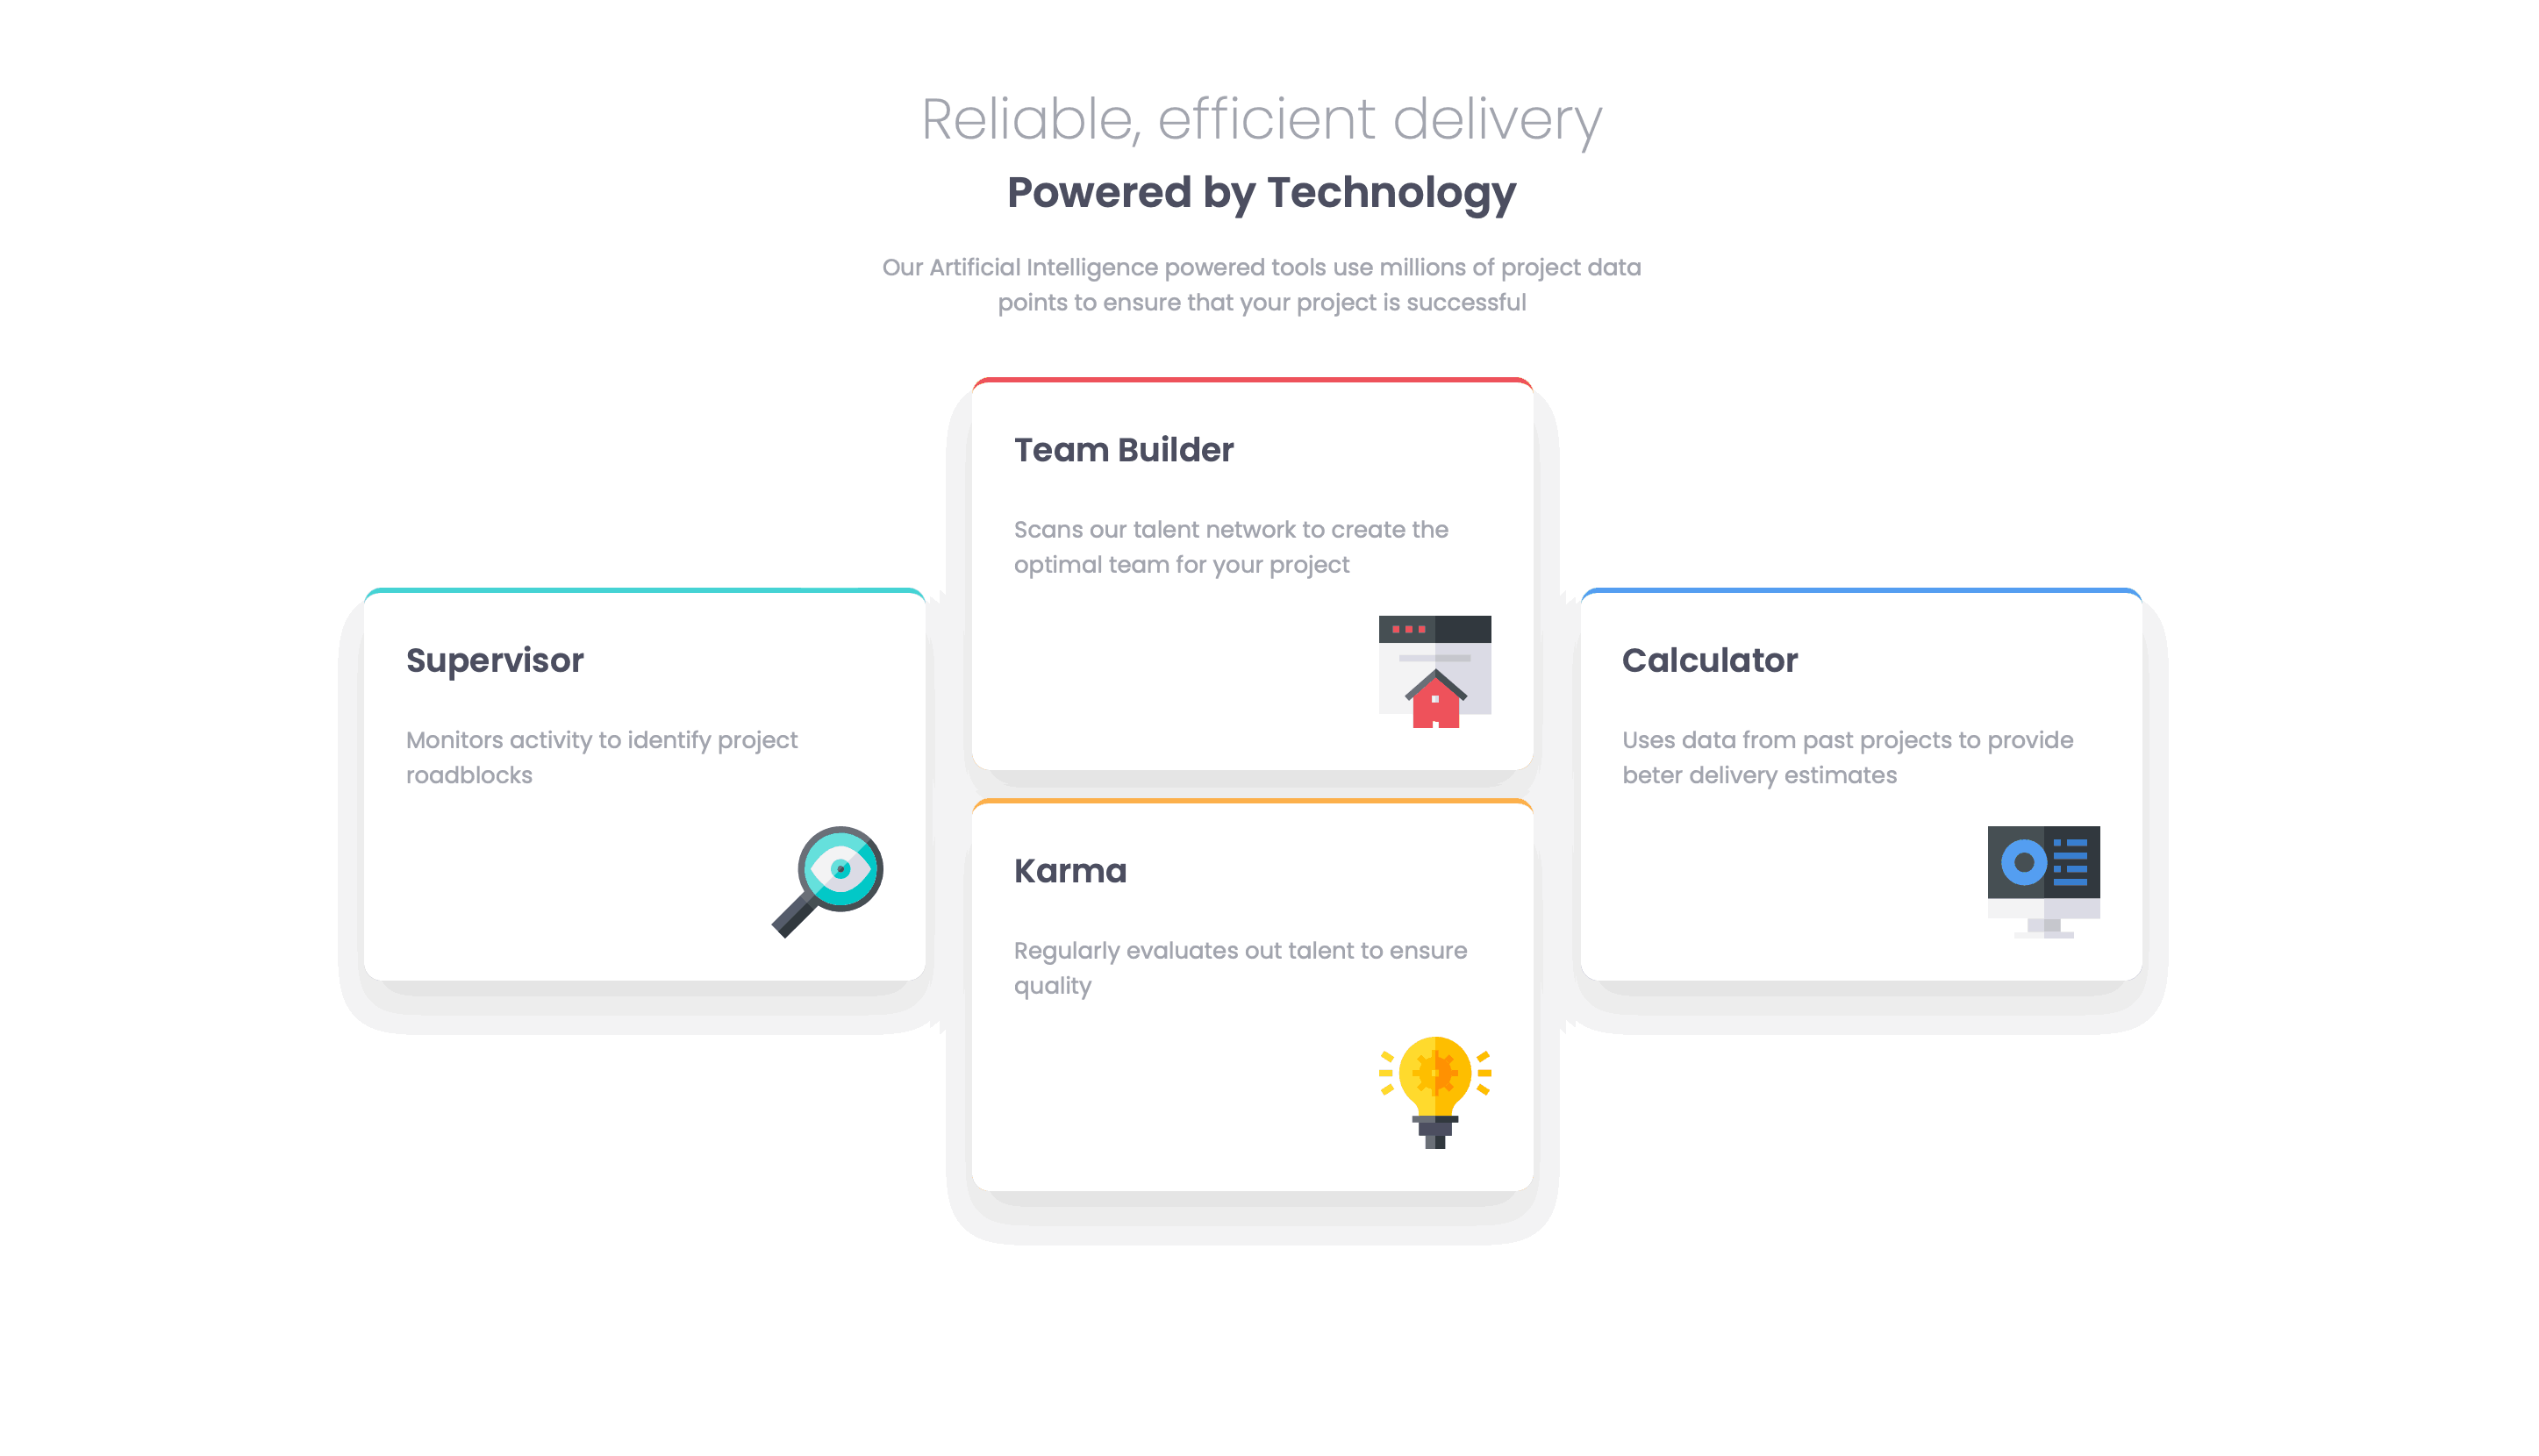 Reliable, efficient delivery
Powered by Technology
Our Artificial Intelligence powered tools use millions of project data
points to ensure that your project is successful
Team Builder
Scans our talent network to create the
optimal team for your project
Supervisor
Monitors activity to identify project
roadblocks
Calculator
Uses data from past projects to provide
beter delivery estimates
Karma
Regularly evaluates out talent to ensure
quality